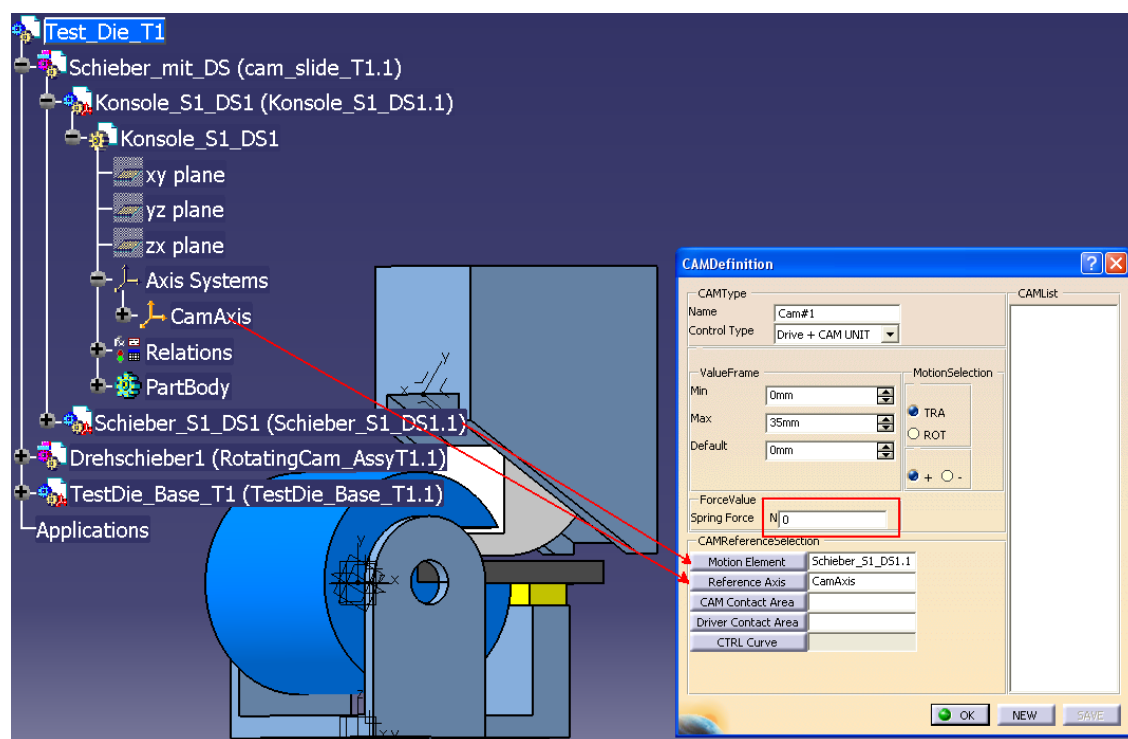 Test_Die_T1
Schieber_mit_DS (cam_slide_T1.1)
Konsole_S1_DS1 (Konsole_S1_DS1.1)
Konsole_S1_DS1
xy plane
yz plane
zx plane
Axis Systems
CamAxis
Relations
PartBody
Schieber_S1_DS1 (Schieber_S1_DS1.1)
Drehschieber1 (RotatingCam_AssyT1.1)
TestDie_Base_T1 (TestDie_Base_T1.1)
Applications
y
x
y
x
z
x y
CAMDefinition
CAMType
Name Cam#1
Control Type Drive + CAM UNIT
ValueFrame
Min 0mm
Max 35mm
Default 0mm
MotionSelection
TRA
ROT
+ -
ForceValue
Spring Force N 0
CAMReferenceSelection
Motion Element Schieber_S1_DS1.1
Reference Axis CamAxis
CAM Contact Area
Driver Contact Area
CTRL Curve
CAMList
OK NEW SAVE